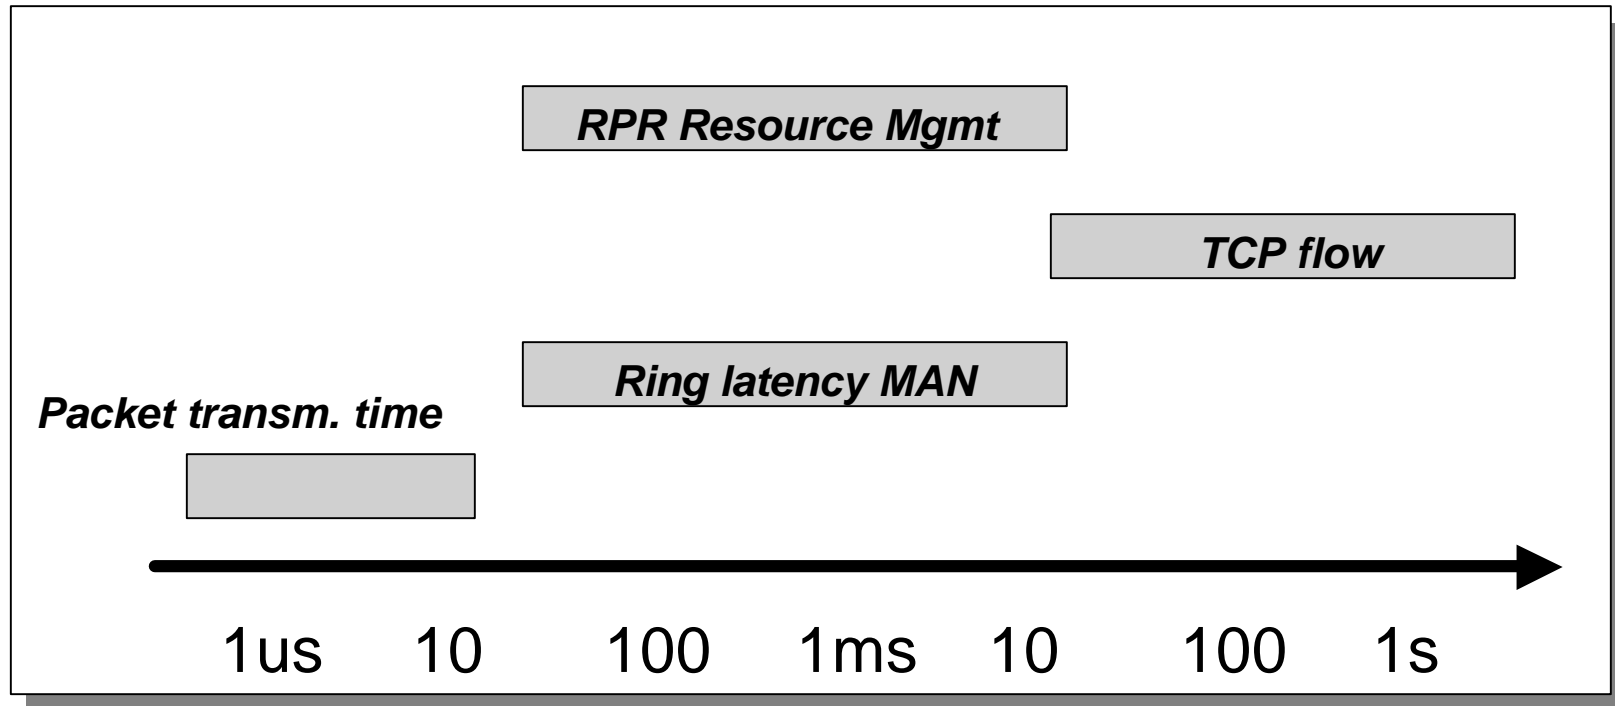 RPR Resource Mgmt
TCP flow
Ring latency MAN
Packet transm. time
1us 10 100 1ms 10 100 1s